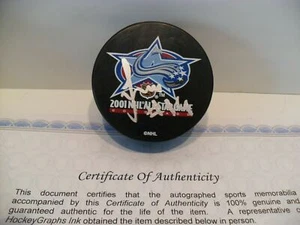 2001 NHL ALL STAR GAME
©NHL
Certificate Of Authenticity
This document certifies that the autographed sports memorabilia
accompanied by this Certificate of Authenticity is 100% genuine and
guaranteed authentic for the life of the item. A representative of
HockeyGraphs Ink obtained the item described below in person